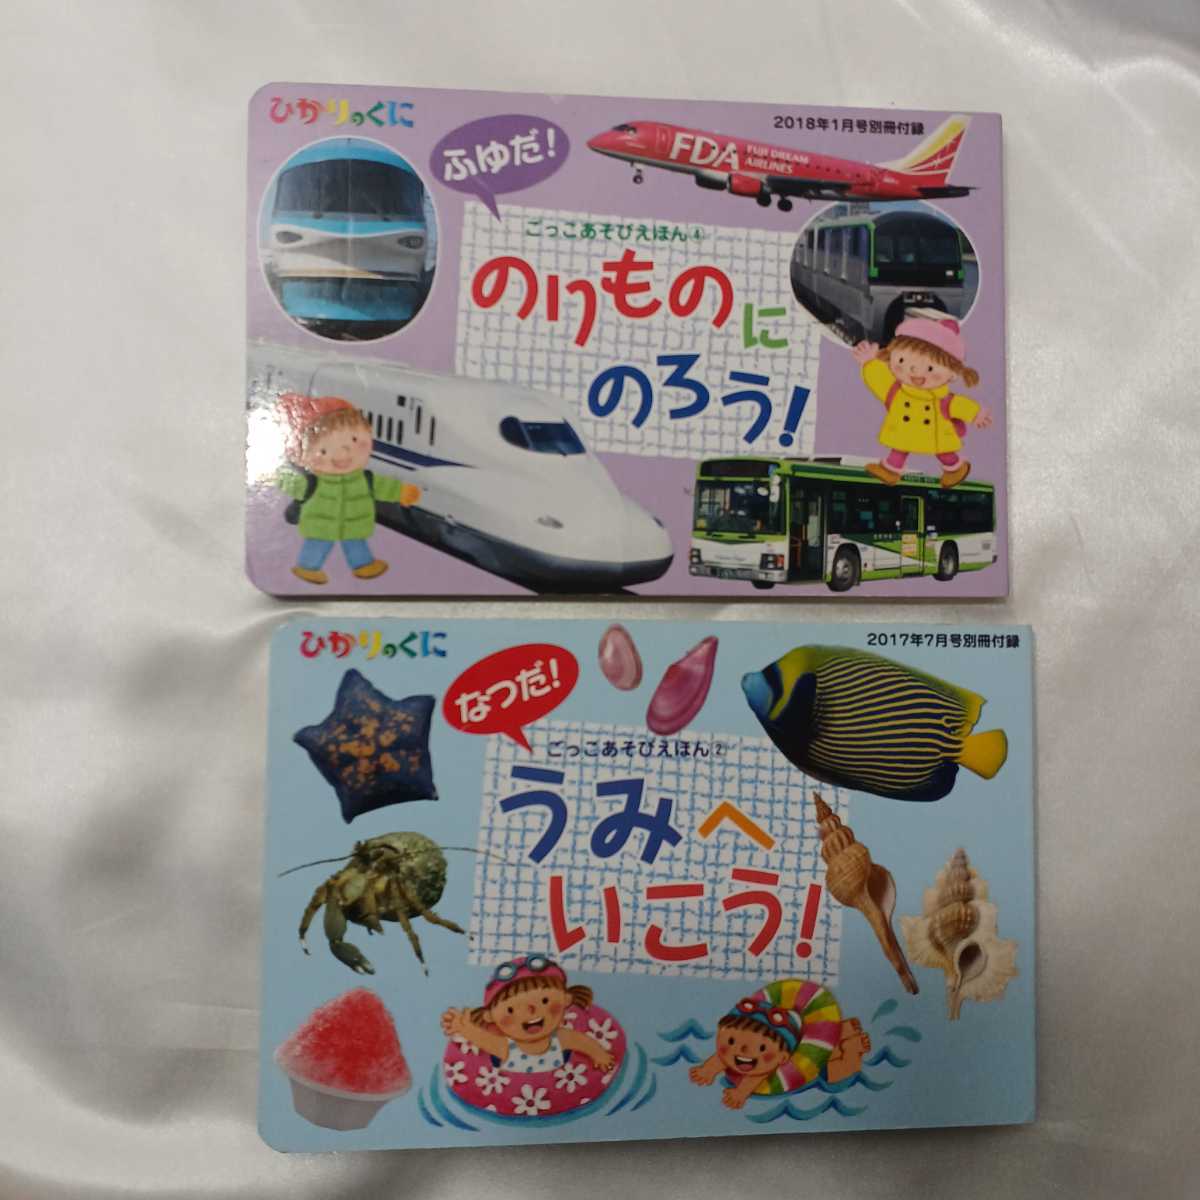 ひかりのくに
2018年1月号別冊付録
ふゆだ!
FDA FUJI DREAM
AIRLINES
ごっこあそびえほん④
のりものに
のろう!
ひかりのくに
2017年7月号別冊付録
なつだ!
ごっこあそびえほん②
うみへ
いこう!